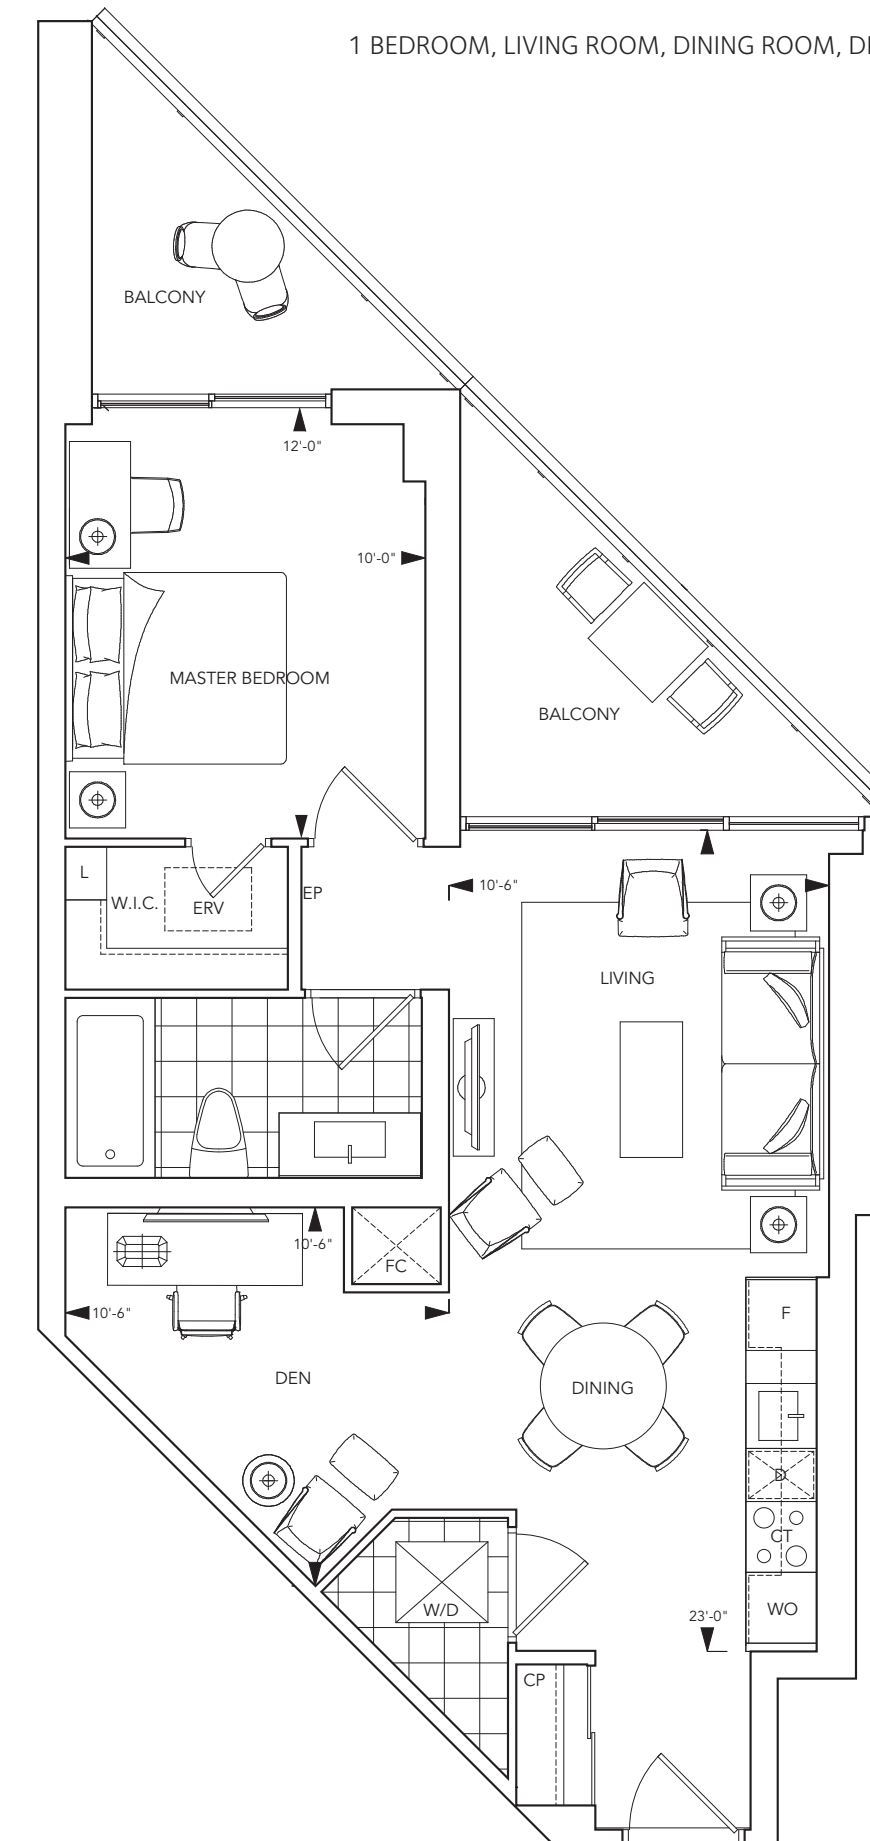 1 BEDROOM, LIVING ROOM, DINING ROOM,
BALCONY
12'-0"
10'-0"
MASTER BEDROOM
BALCONY
L
W.I.C.
ERV
EP
10'-6"
LIVING
10'-6"
FC
10'-6"
F
DEN
DINING
D
CT
W/D
WO
23'-0"
CP